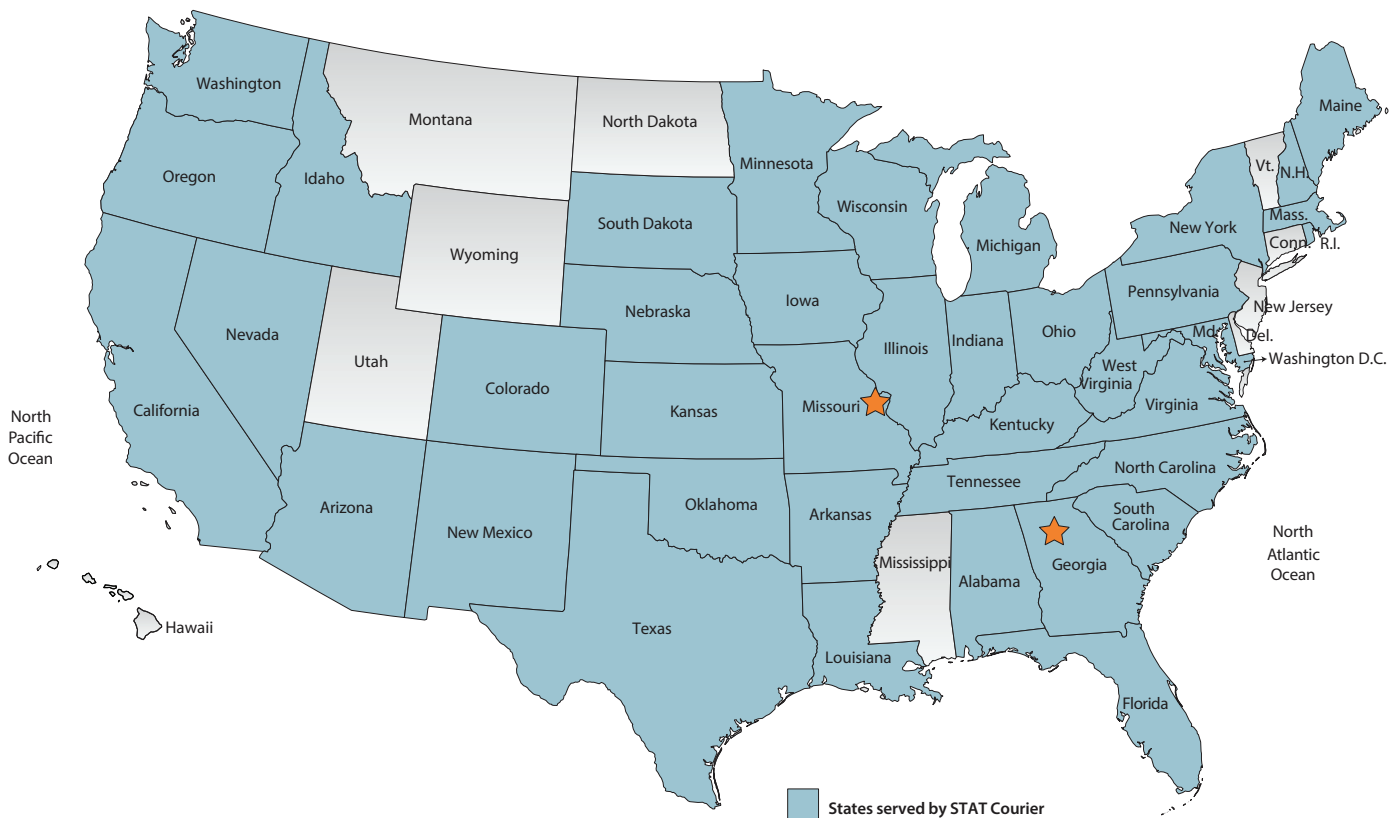 Washington
Montana
North Dakota
Minnesota
Maine
Vt.
N.H.
Oregon
Idaho
South Dakota
Wisconsin
Michigan
New York
Mass.
Conn.
R.I.
Wyoming
Nebraska
Iowa
Pennsylvania
New Jersey
Nevada
Utah
Colorado
Illinois
Indiana
Ohio
Md.
Del.
Washington D.C.
West
Virginia
Virginia
North
Pacific
Ocean
California
Kansas
Missouri
Kentucky
Arizona
New Mexico
Oklahoma
Arkansas
Tennessee
North Carolina
South
Carolina
North
Atlantic
Ocean
Mississippi
Alabama
Georgia
Hawaii
Texas
Louisiana
Florida
States served by STAT Courier